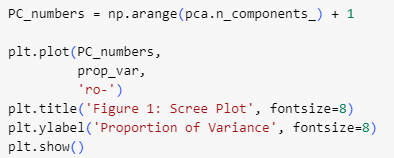 PC_numbers = np.arange(pca.n_components_) + 1
plt.plot(PC_numbers,
prop_var,
'ro-')
plt.title('Figure 1: Scree Plot', fontsize=8)
plt.ylabel('Proportion of Variance', fontsize=8)
plt.show()